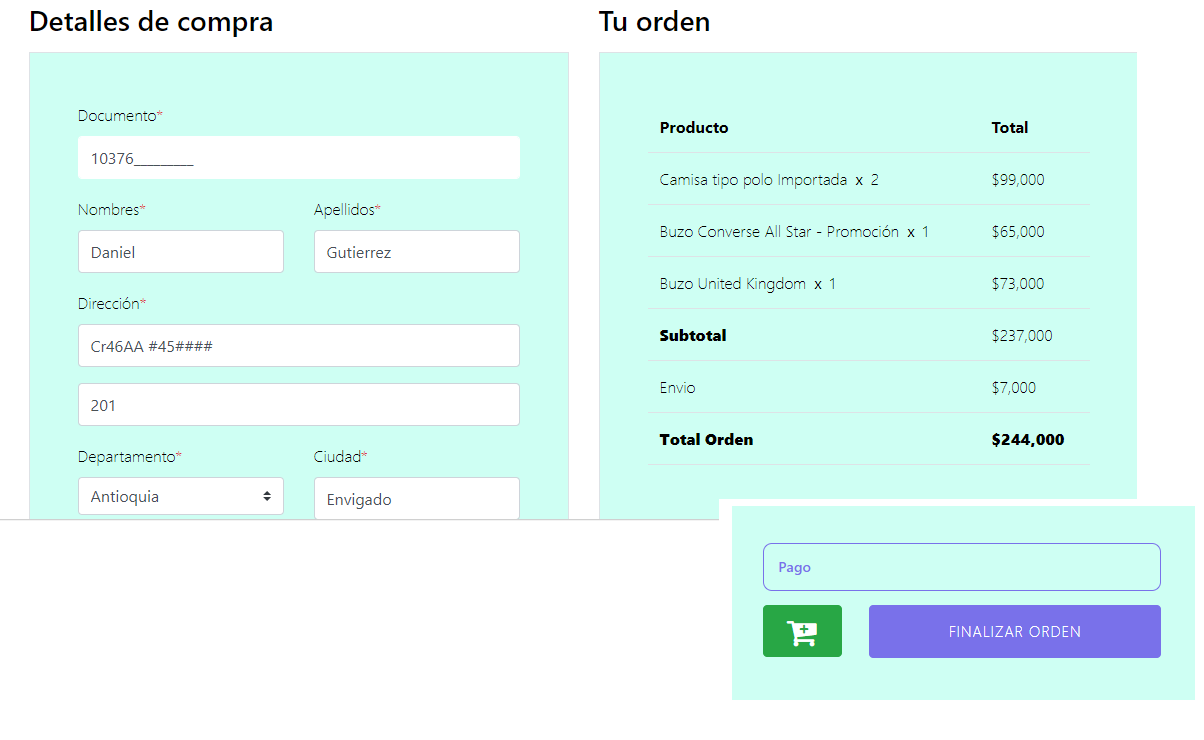 Detalles de compra
Documento*
10376_________
Nombres* Apellidos*
Daniel Gutierrez
Dirección*
Cr46AA #45####
201
Departamento* Ciudad*
Antioquia Envigado
Tu orden
Producto Total
Camisa tipo polo Importada x 2 $99,000
Buzo Converse All Star - Promoción x 1 $65,000
Buzo United Kingdom x 1 $73,000
Subtotal $237,000
Envio $7,000
Total Orden $244,000
Pago
FINALIZAR ORDEN